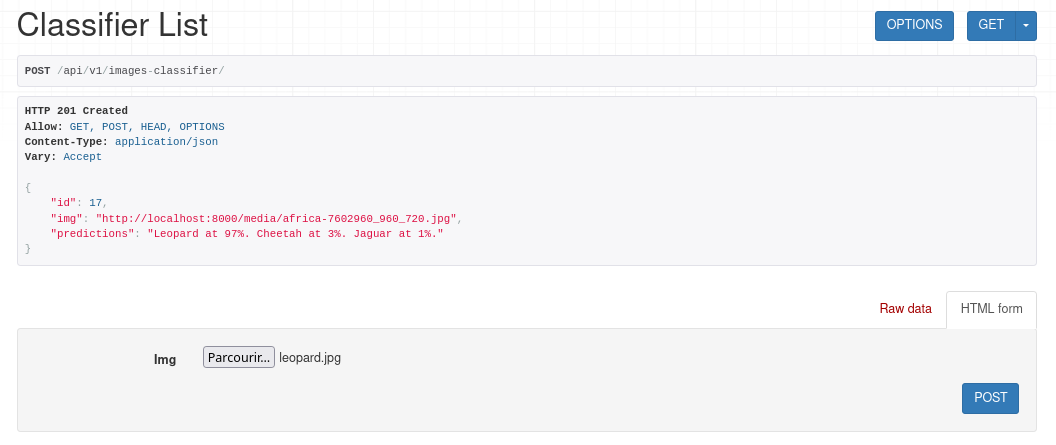 Classifier List
OPTIONS
GET
POST /api/v1/images-classifier/
HTTP 201 Created
Allow: GET, POST, HEAD, OPTIONS
Content-Type: application/json
Vary: Accept
{
"id": 17,
"img": "http://localhost:8000/media/africa-7602960_960_720.jpg",
"predictions": "Leopard at 97%. Cheetah at 3%. Jaguar at 1%."
}
Raw data
HTML form
Img
Parcourir... leopard.jpg
POST